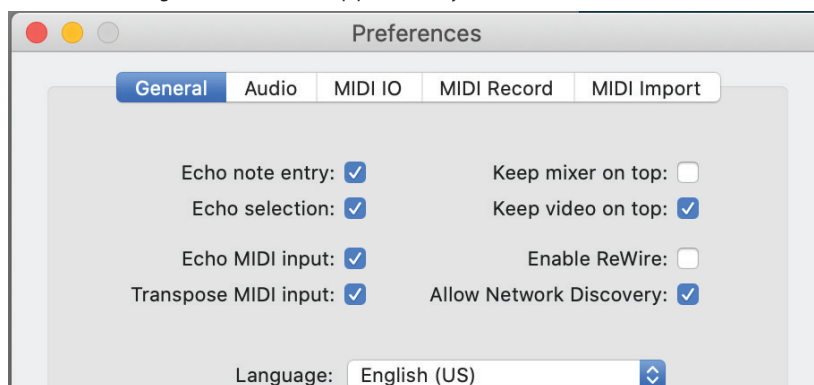 Preferences
General Audio MIDI IO MIDI Record MIDI Import
Echo note entry: Keep mixer on top:
Echo selection: Keep video on top:
Echo MIDI input: Enable ReWire:
Transpose MIDI input: Allow Network Discovery:
Language: English (US)